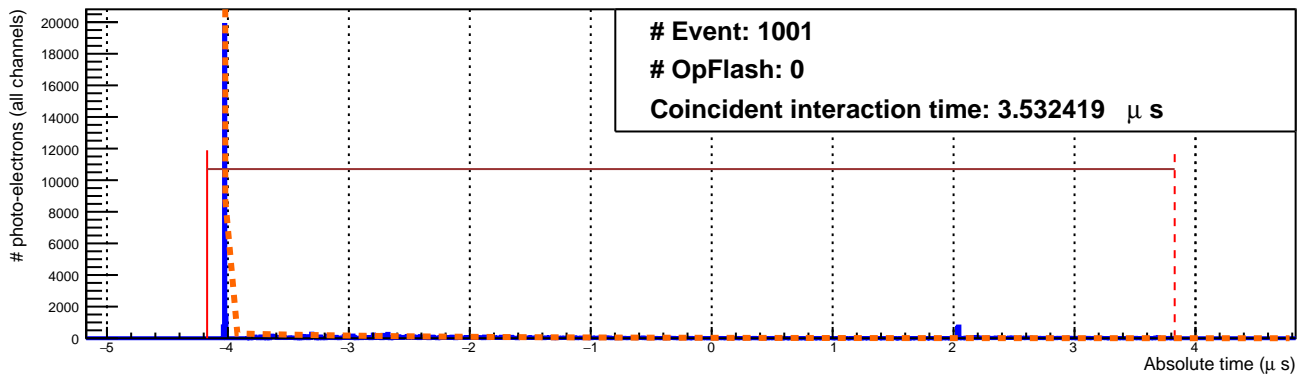 # photo-electrons (all channels)
20000
18000
16000
14000
12000
10000
8000
6000
4000
2000
0
# Event: 1001
# OpFlash: 0
Coincident interaction time: 3.532419 μ s
-5 -4 -3 -2 -1 0 1 2 3 4
Absolute time (μ s)